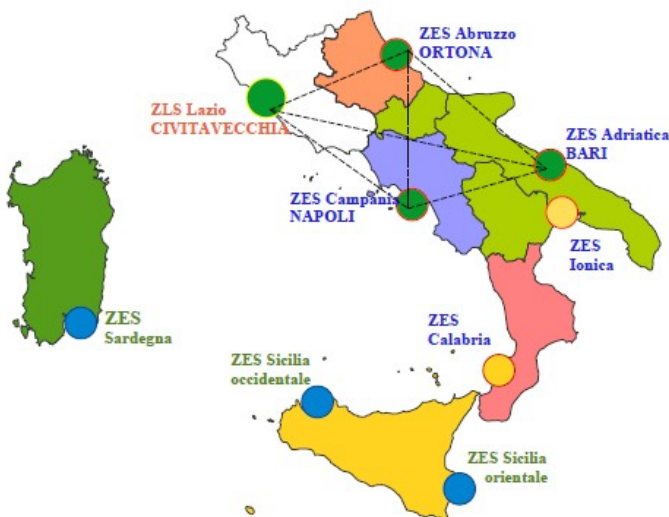 ZES Abruzzo
ORTONA
ZLS Lazio
CIVITAVECCHIA
ZES Adriatica
BARI
ZES Campania
NAPOLI
ZES
Ionica
ZES
Sardegna
ZES
Calabria
ZES Sicilia
occidentale
ZES Sicilia
orientale